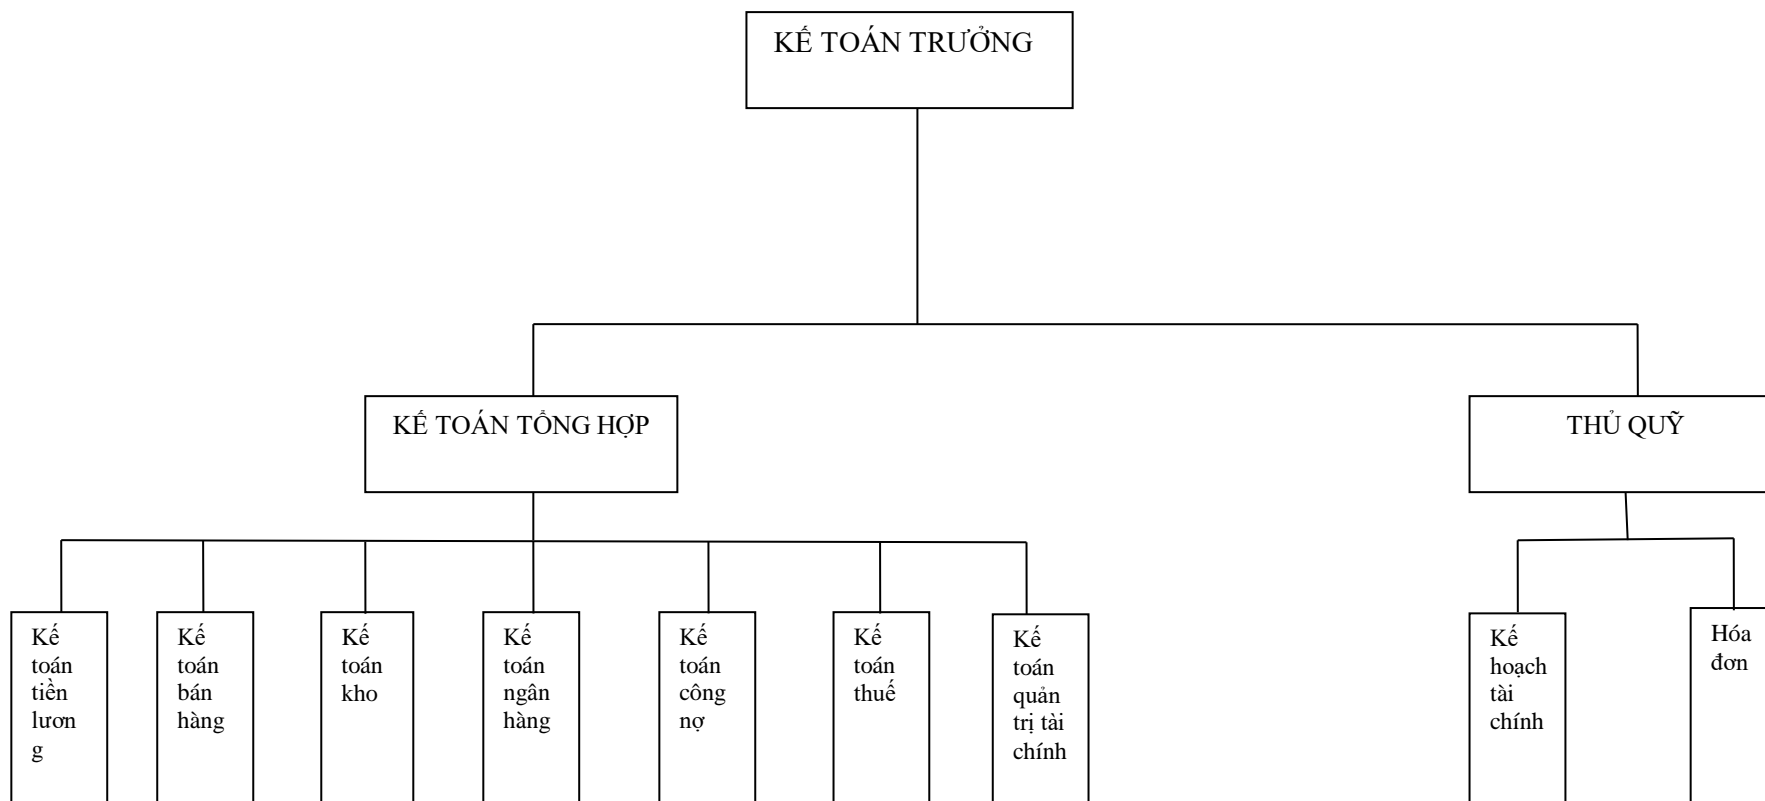 KẾ TOÁN TRƯỞNG
KẾ TOÁN TỔNG HỢP
THỦ QUỸ
Kế
toán
tiền
lươn
g
Kế
toán
bán
hàng
Kế
toán
kho
Kế
toán
ngân
hàng
Kế
toán
công
nợ
Kế
toán
thuế
Kế
toán
quản
trị tài
chính
Kế
hoạch
tài
chính
Hóa
đơn